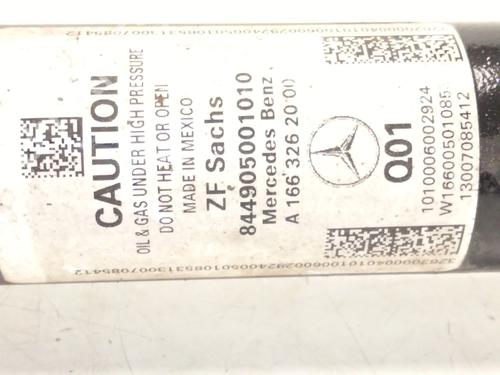 CAUTION
OIL & GAS UNDER HIGH PRESSURE
DO NOT HEAT OR OPEN
MADE IN MEXICO
ZF Sachs
844905001010
Mercedes Benz
A 166 326 20 00
Q01
1010006002924
W16600501085
13007085412